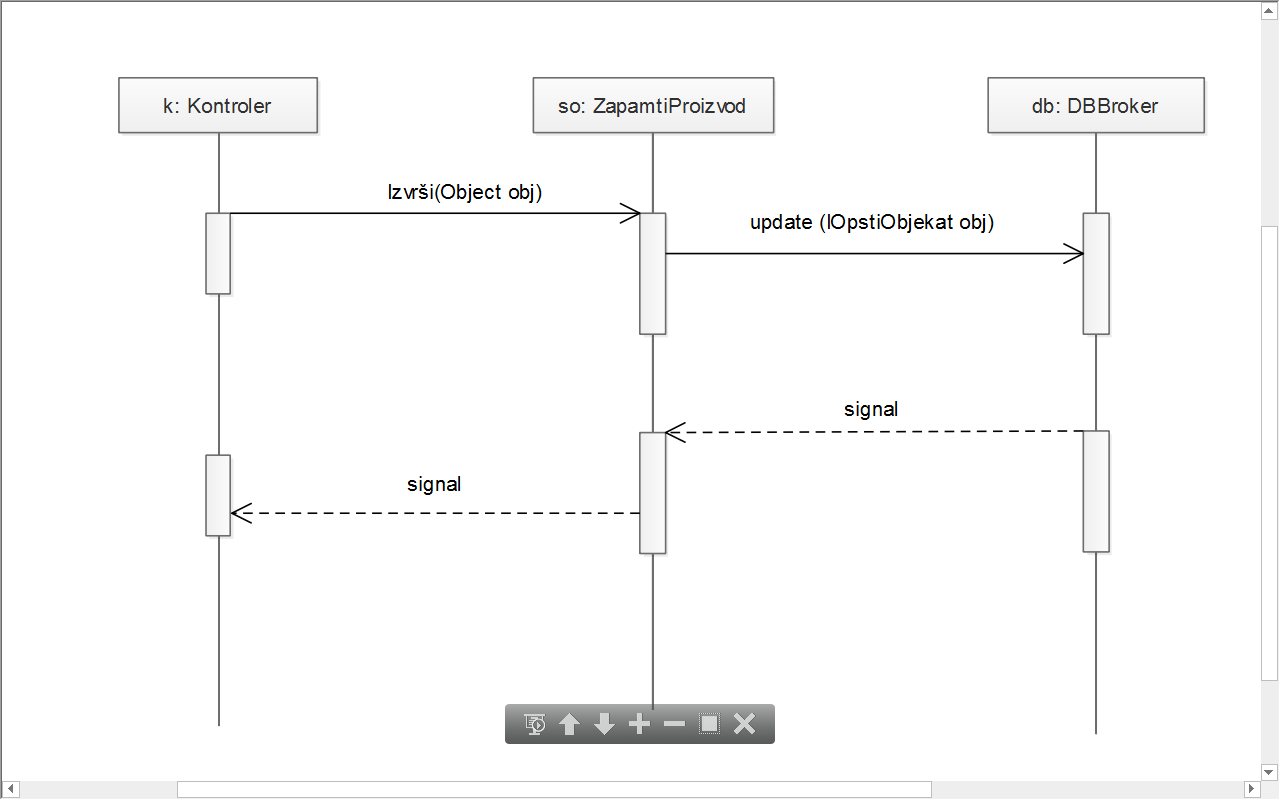 k: Kontroler
so: ZapamtiProizvod
db: DBBroker
Izvrši(Object obj)
update (IOpstiObjekat obj)
signal
signal